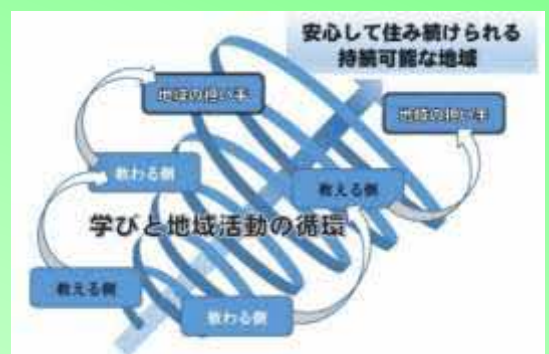 安心して住み続けられる
持続可能な地域
地域の担い手
地域の担い手
教わる側
教える側
学びと地域活動の循環
教える側
教わる側